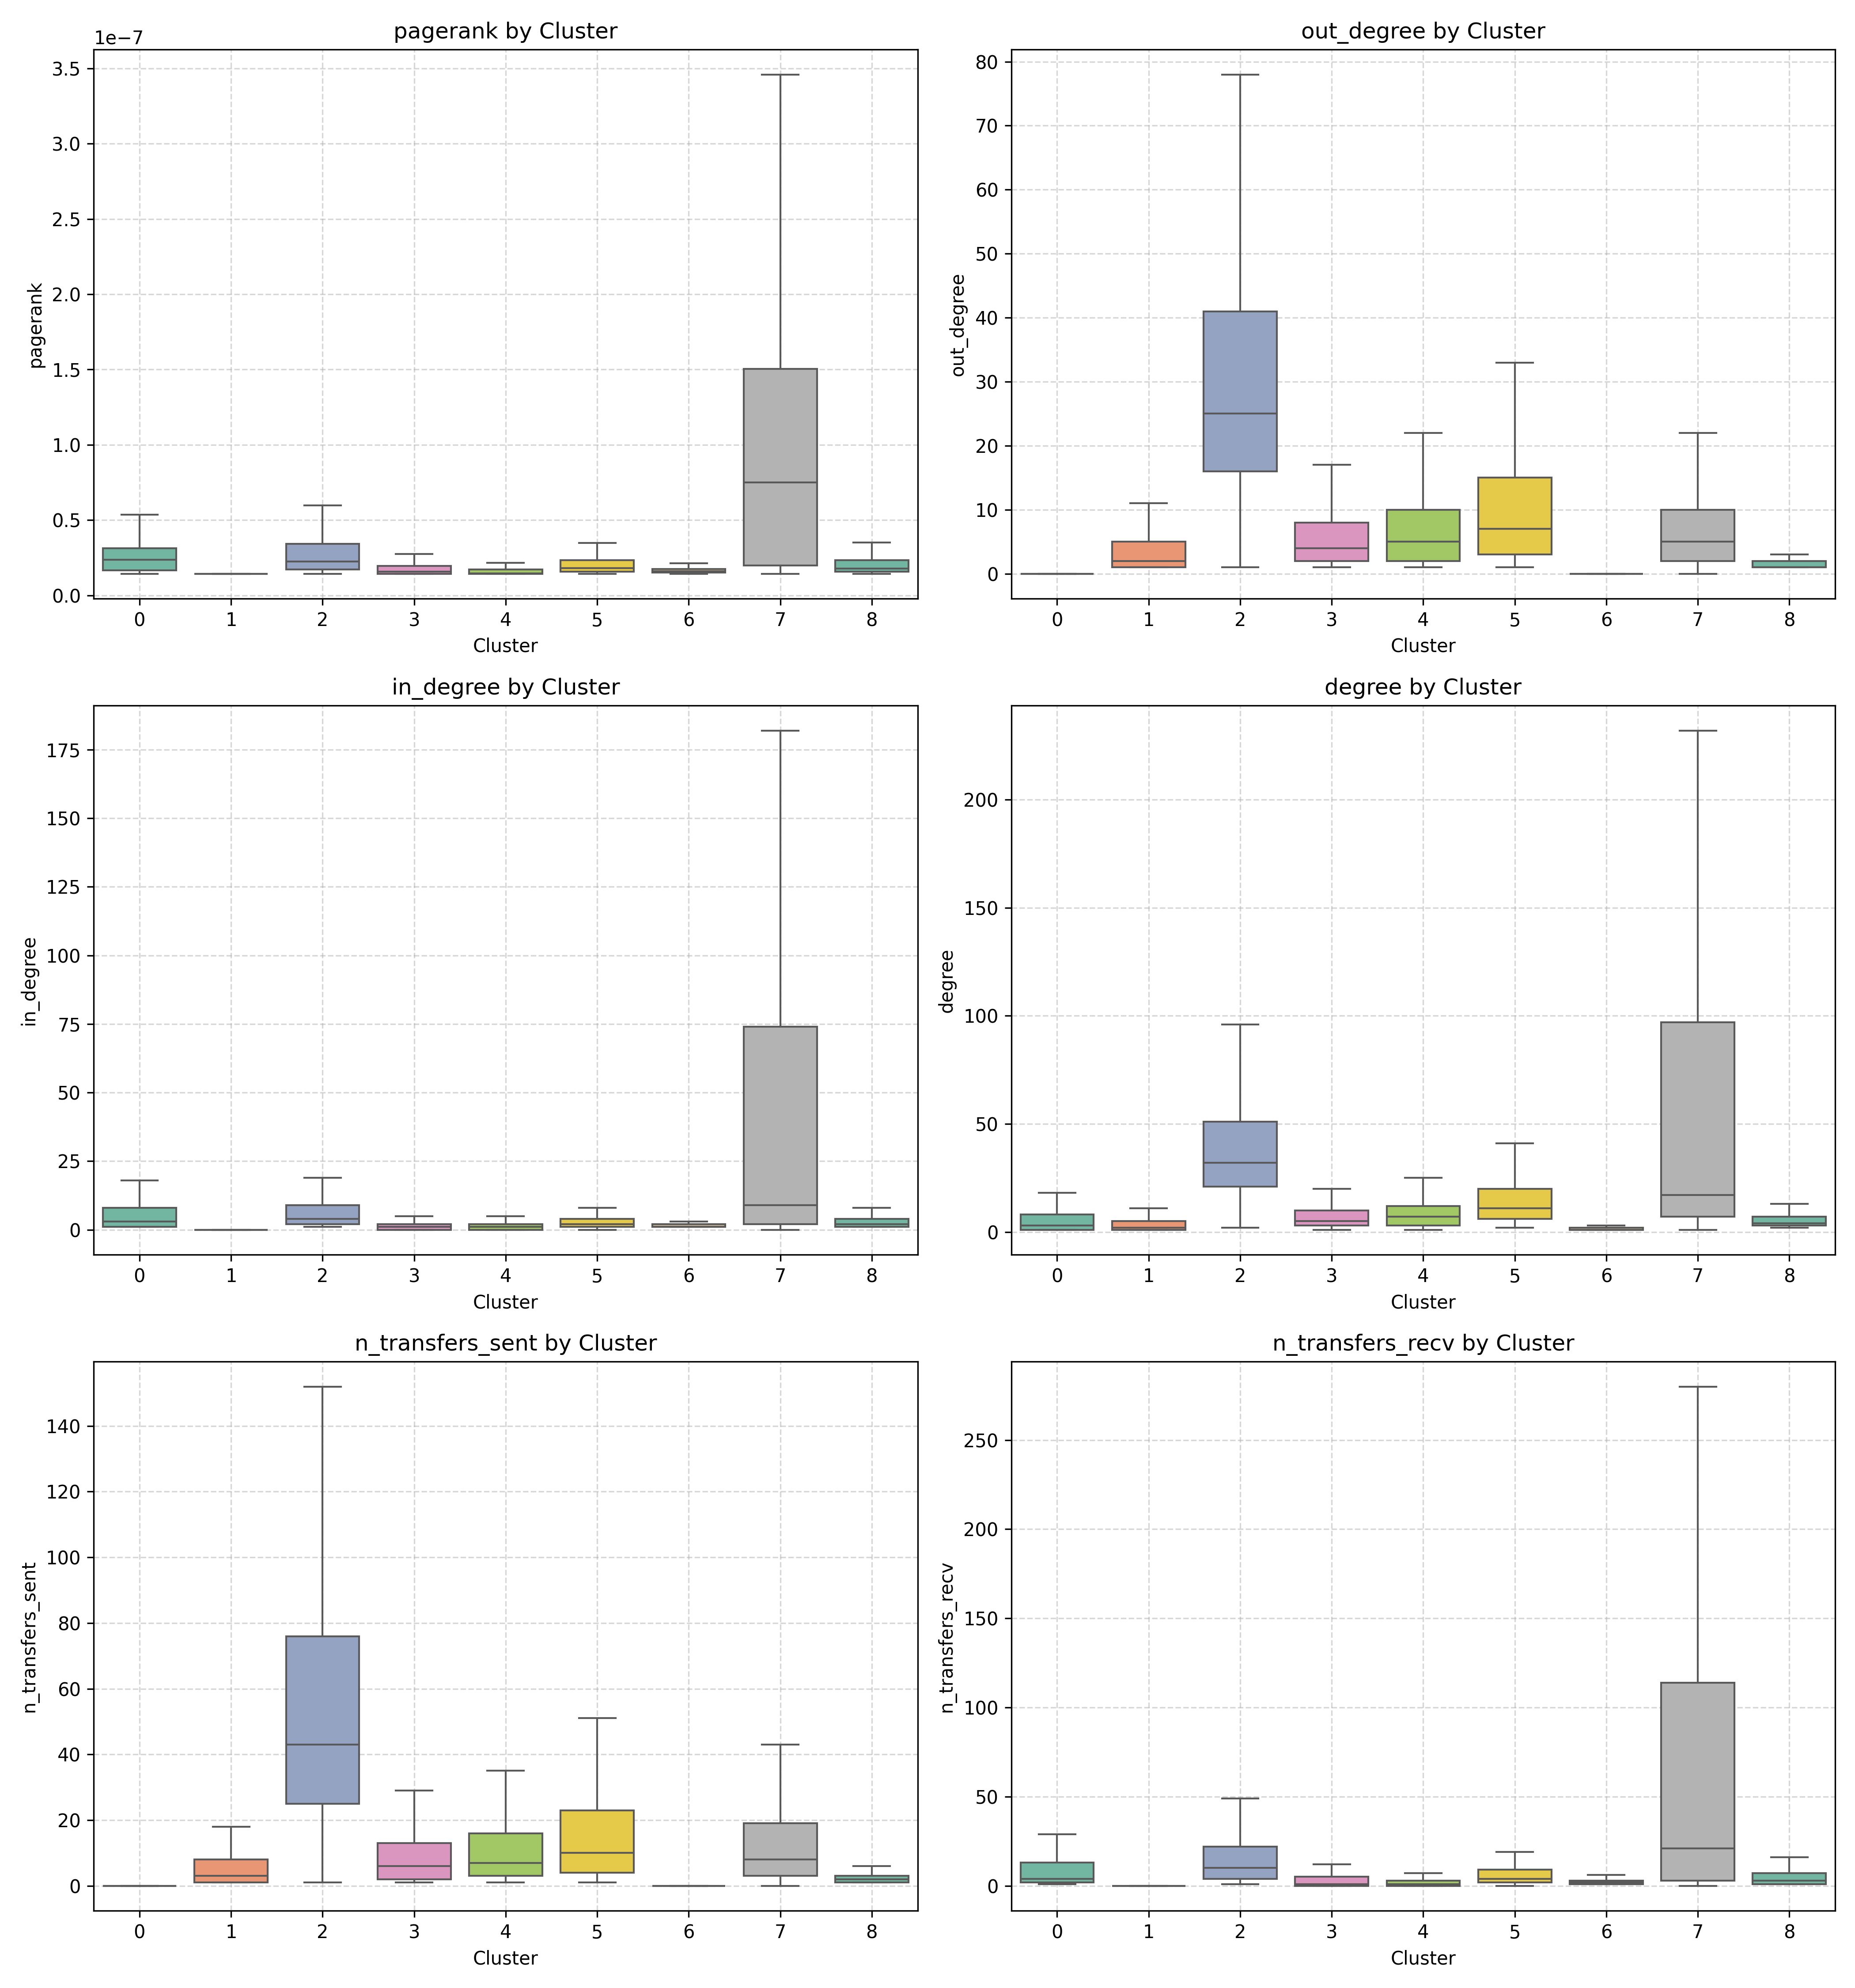 pagerank by Cluster
1e−7
3.5
3.0
2.5
2.0
1.5
1.0
0.5
0.0
pagerank
0 1 2 3 4 5 6 7 8
Cluster
out_degree by Cluster
80
70
60
50
40
30
20
10
0
out_degree
0 1 2 3 4 5 6 7 8
Cluster
in_degree by Cluster
175
150
125
100
75
50
25
0
in_degree
0 1 2 3 4 5 6 7 8
Cluster
degree by Cluster
200
150
100
50
0
degree
0 1 2 3 4 5 6 7 8
Cluster
n_transfers_sent by Cluster
140
120
100
80
60
40
20
0
n_transfers_sent
0 1 2 3 4 5 6 7 8
Cluster
n_transfers_recv by Cluster
250
200
150
100
50
0
n_transfers_recv
0 1 2 3 4 5 6 7 8
Cluster